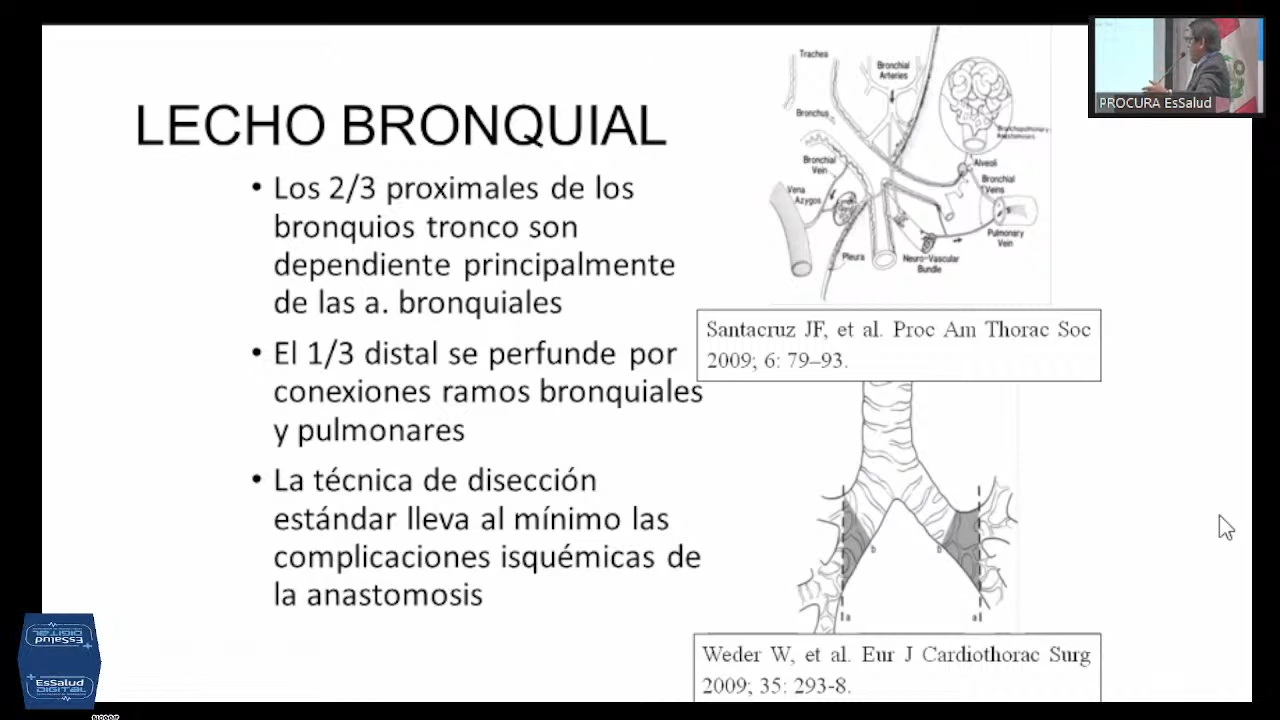 LECHO BRONQUIAL
• Los 2/3 proximales de los
bronquios tronco son
dependiente principalmente
de las a. bronquiales
• El 1/3 distal se perfunde por
conexiones ramos bronquiales
y pulmonares
• La técnica de disección
estándar lleva al mínimo las
complicaciones isquémicas de
la anastomosis
Trachea
Bronchial
Arteries
Bronchus
Bronchial
Vein
Vena
Azygos
Alveoli
Bronchial
Veins
Pulmonary
Vein
Pleura
Neuro-Vascular
Bundle
Santacruz JF, et al. Proc Am Thorac Soc
2009; 6: 79–93.
b
b
a
a
Weder W, et al. Eur J Cardiothorac Surg
2009; 35: 293-8.
PROCURA EsSalud
EsSalud
DIGITAL
EsSalud
DIGITAL